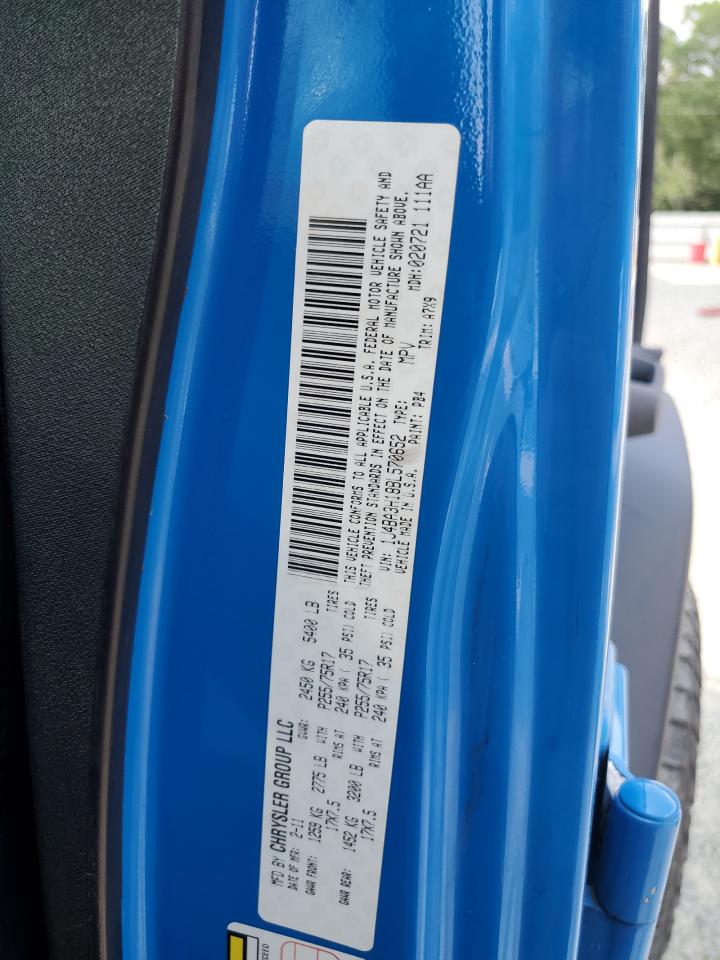 MFD BY CHRYSLER GROUP LLC
DATE OF MFR: 2-11 GVWR: 2450 KG 5400 LB
GAWR FRONT: 1259 KG 2775 LB WITH P255/75R17 TIRES
17X7.5 RIMS AT 240 KPA ( 35 PSI) COLD
GAWR REAR: 1452 KG 3200 LB WITH P255/75R17 TIRES
17X7.5 RIMS AT 240 KPA ( 35 PSI) COLD
THIS VEHICLE CONFORMS TO ALL APPLICABLE U.S.A. FEDERAL MOTOR VEHICLE SAFETY AND
THEFT PREVENTION STANDARDS IN EFFECT ON THE DATE OF MANUFACTURE SHOWN ABOVE.
VIN: 1J4BA3H18BL570652 TYPE: MPV MDH:020721 111AA
VEHICLE MADE IN U.S.A. PAINT: PB4 TRIM: A7X9